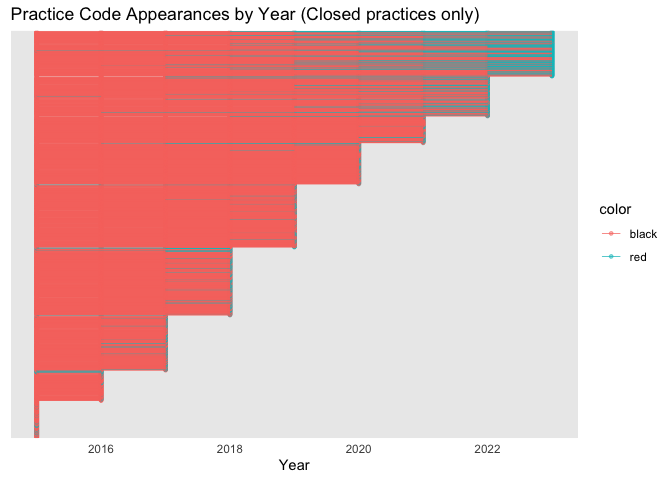 Practice Code Appearances by Year (Closed practices only)
color
black
red
2016 2018 2020 2022
Year